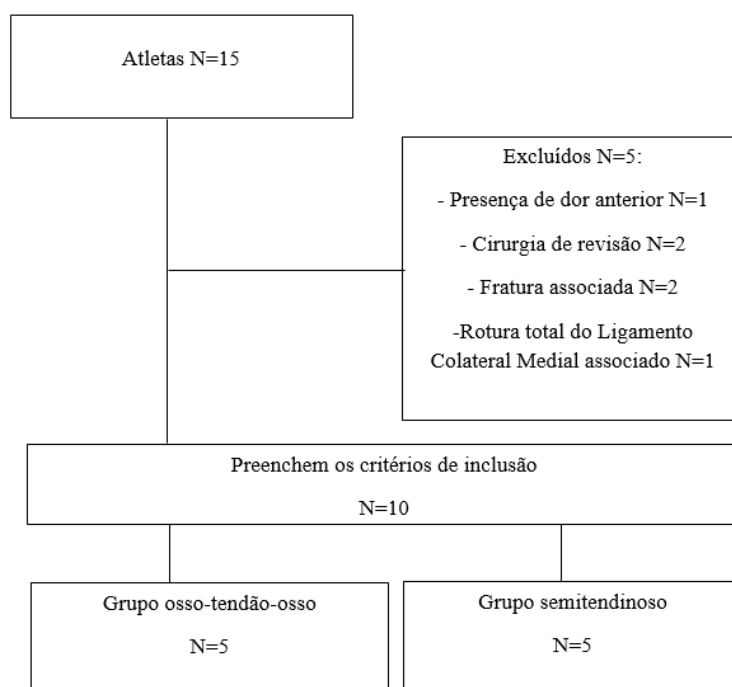 Atletas N=15
Excluídos N=5:
- Presença de dor anterior N=1
- Cirurgia de revisão N=2
- Fratura associada N=2
-Rotura total do Ligamento
Colateral Medial associado N=1
Preenchem os critérios de inclusão
N=10
Grupo osso-tendão-osso
N=5
Grupo semitendinoso
N=5